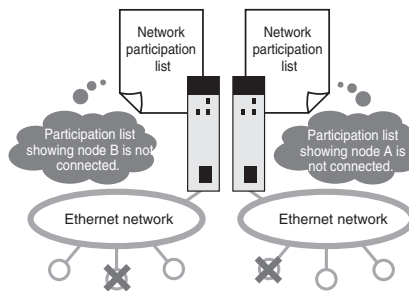 Network
participation
list
Network
participation
list
Participation list
showing node B is not
connected.
Participation list
showing node A is
not connected.
Ethernet network
Ethernet network